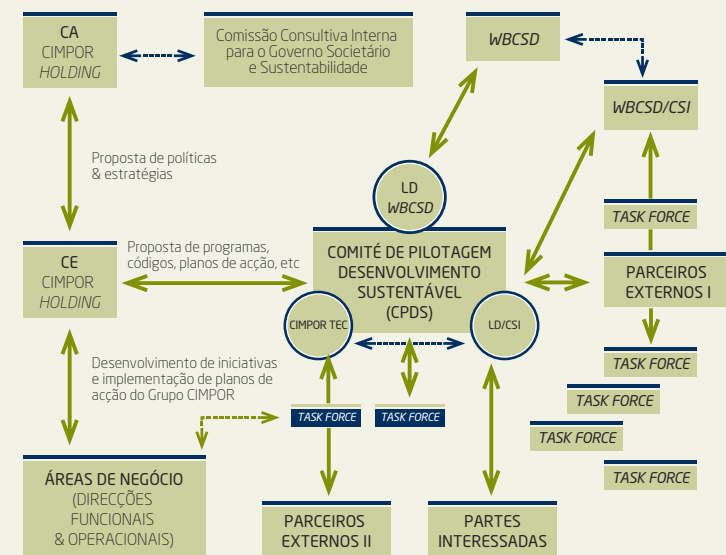 CA
CIMPOR
HOLDING
Comissão Consultiva Interna
para o Governo Societário
e Sustentabilidade
WBCSD
WBCSD/CSI
Proposta de políticas
& estratégias
LD
WBCSD
TASK FORCE
CE
CIMPOR
HOLDING
Proposta de programas,
códigos, planos de acção, etc
COMITÉ DE PILOTAGEM
DESENVOLVIMENTO
SUSTENTÁVEL
(CPDS)
PARCEIROS
EXTERNOS I
CIMPOR TEC
LD/CSI
Desenvolvimento de iniciativas
e implementação de planos de
acção do Grupo CIMPOR
TASK FORCE
TASK FORCE
TASK FORCE
TASK FORCE
TASK FORCE
TASK FORCE
ÁREAS DE NEGÓCIO
(DIRECÇÕES
FUNCIONAIS
& OPERACIONAIS)
PARCEIROS
EXTERNOS II
PARTES
INTERESSADAS